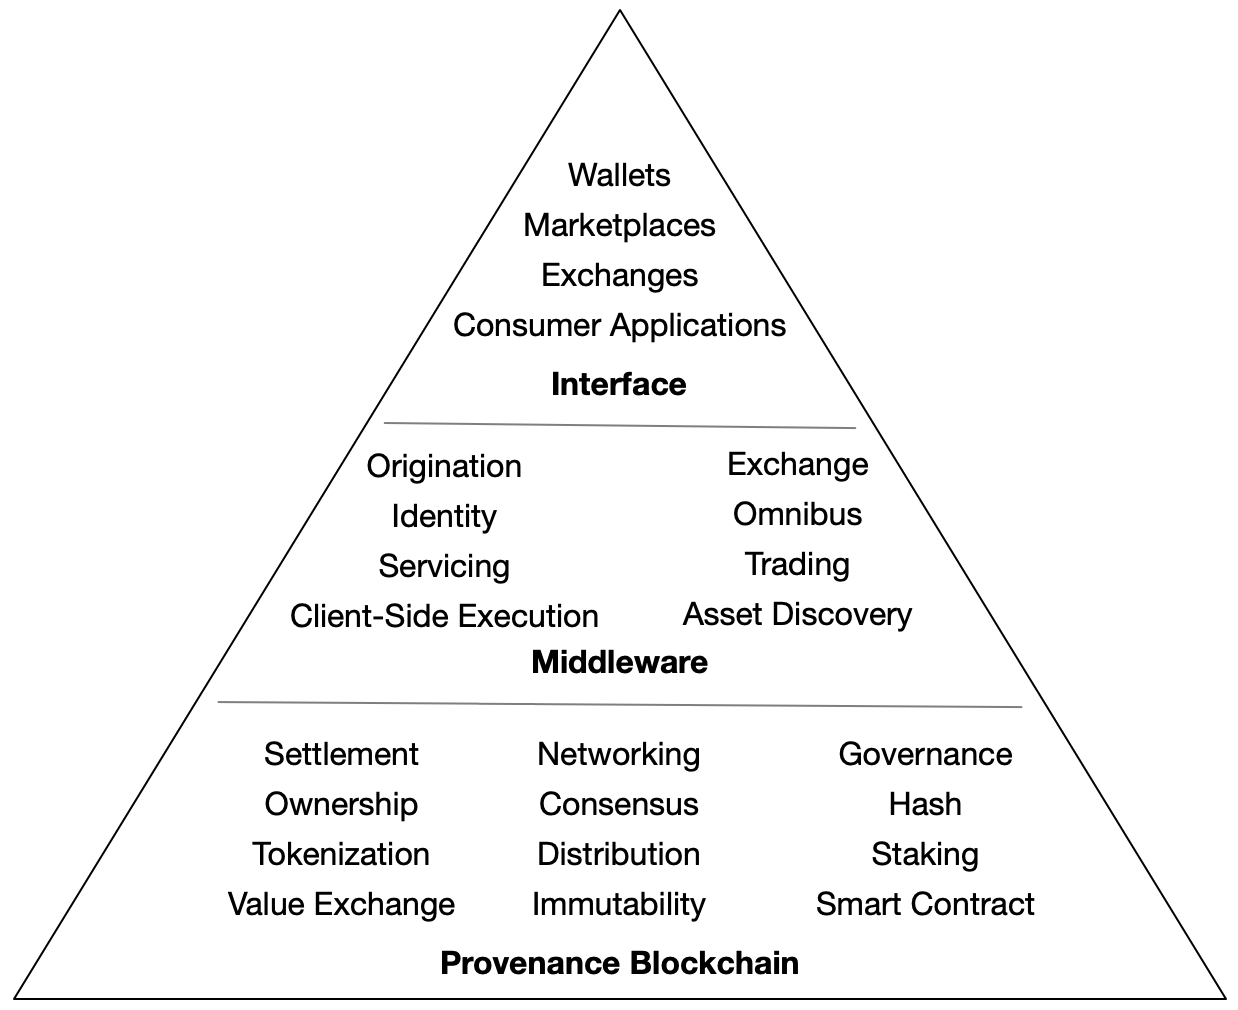 Wallets
Marketplaces
Exchanges
Consumer Applications
Interface
Origination
Identity
Servicing
Client-Side Execution
Exchange
Omnibus
Trading
Asset Discovery
Middleware
Settlement
Ownership
Tokenization
Value Exchange
Networking
Consensus
Distribution
Immutability
Governance
Hash
Staking
Smart Contract
Provenance Blockchain